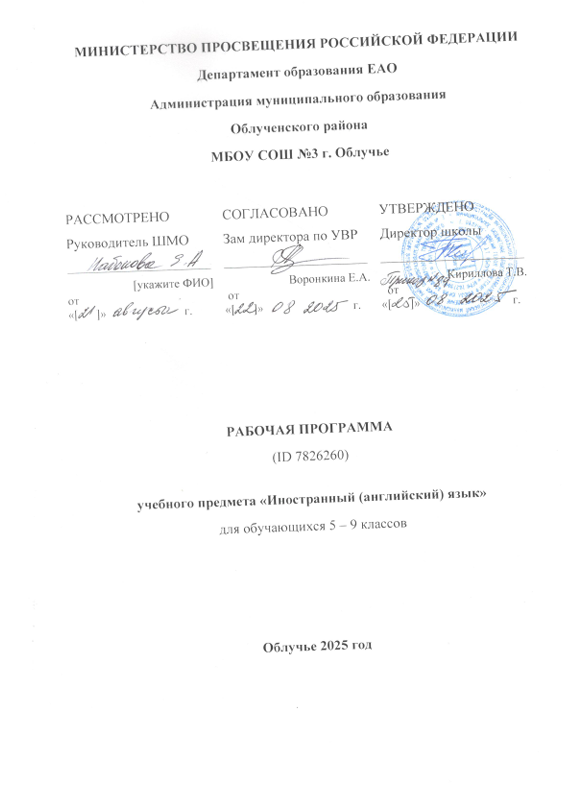 МИНИСТЕРСТВО ПРОСВЕЩЕНИЯ РОССИЙСКОЙ ФЕДЕРАЦИИ
Департамент образования ЕАО
Администрация муниципального образования
Облученского района
МБОУ СОШ №3 г. Облучье
РАССМОТРЕНО
Руководитель ШМО
[укажите ФИО]
от
«[21]» август г.
СОГЛАСОВАНО
Зам директора по УВР
Воронкина Е.А.
от
«[22]» 08 2025 г.
УТВЕРЖДЕНО
Директор школы
Кириллова Т.В.
от
«[25]» 08 2025 г.
РАБОЧАЯ ПРОГРАММА
(ID 7826260)
учебного предмета «Иностранный (английский) язык»
для обучающихся 5 – 9 классов
Облучье 2025 год